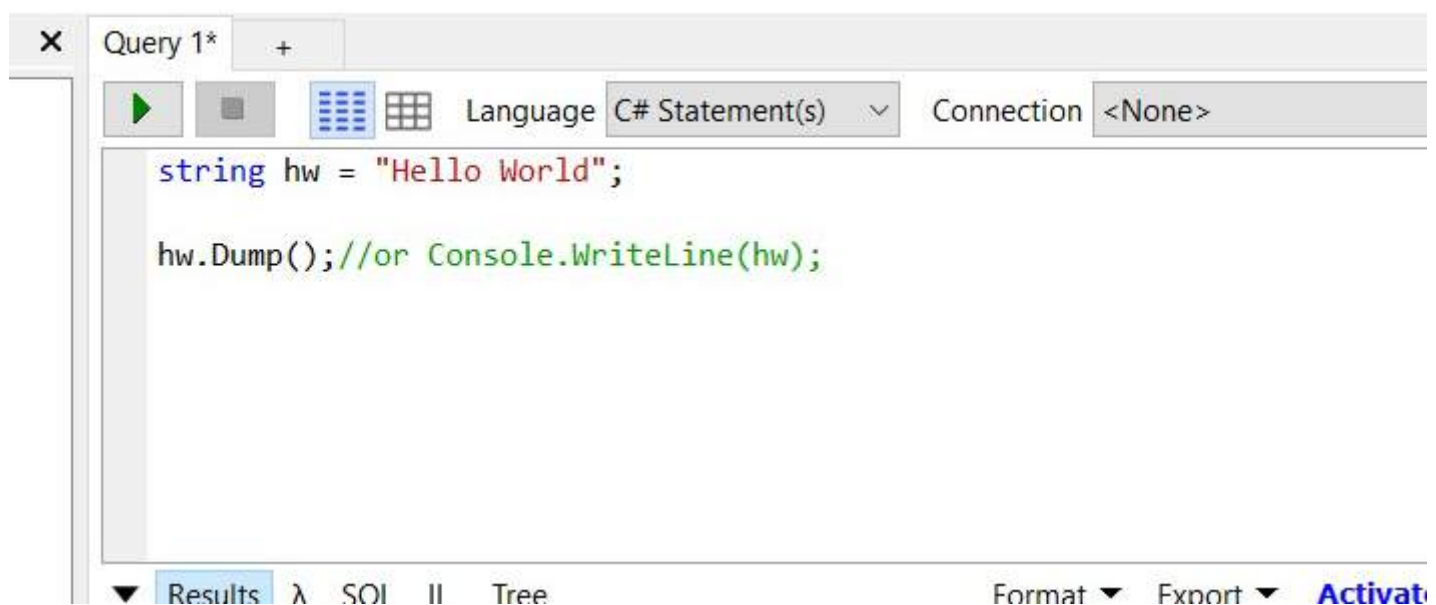 Query 1* +
Language C# Statement(s) Connection <None>
string hw = "Hello World";
hw.Dump();//or Console.WriteLine(hw);
Results λ SQL IL Tree Format Export